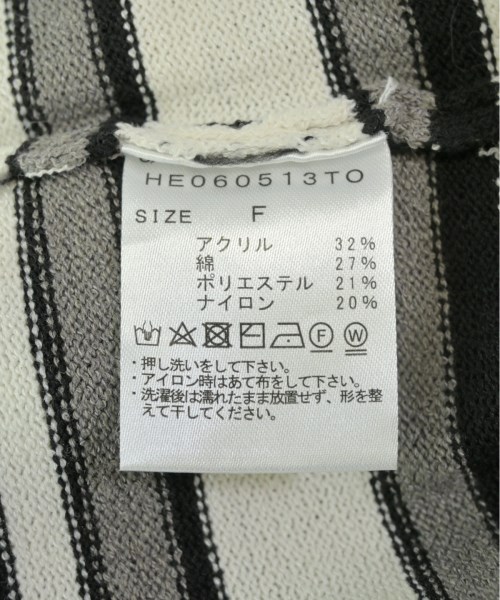 HE060513TO
SIZE F
アクリル 32%
綿 27%
ポリエステル 21%
ナイロン 20%
F W
・押し洗いをして下さい。
・アイロン時はあて布をして下さい。
・洗濯後は濡れたまま放置せず、形を整
えて干してください。